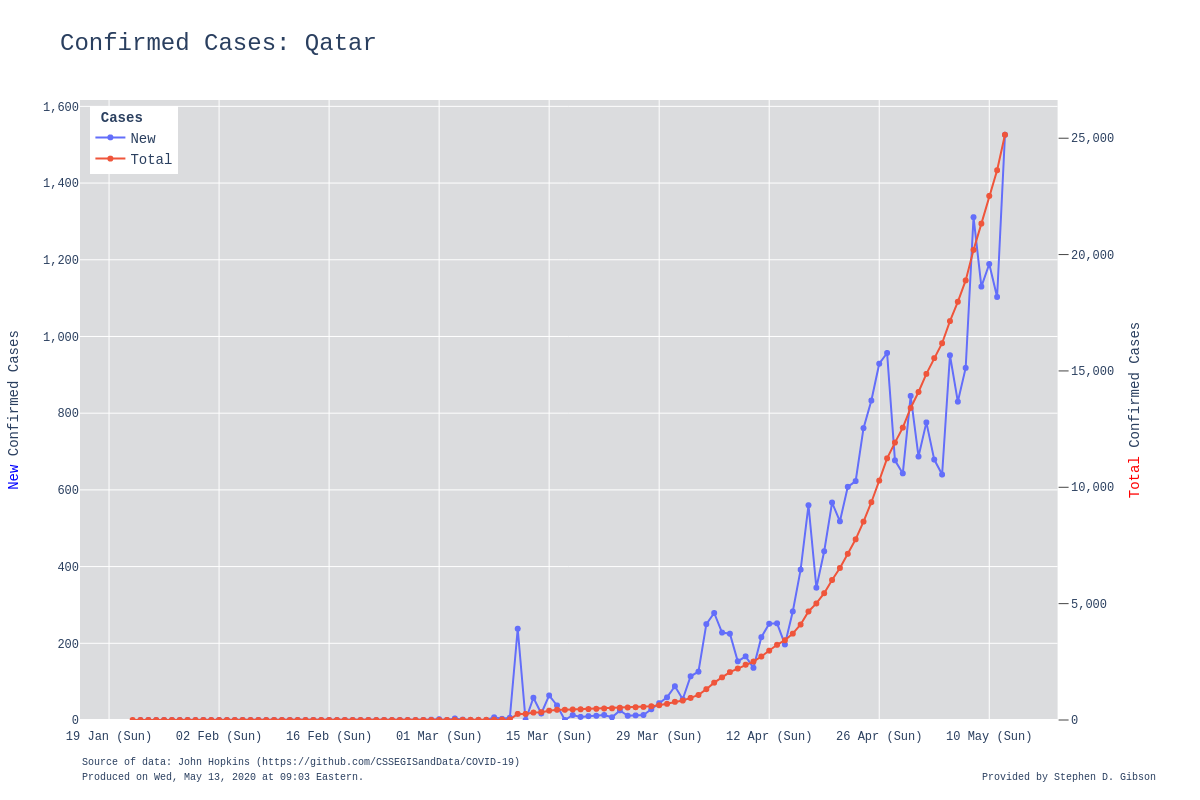 Confirmed Cases: Qatar
Cases
New
Total
1,600
1,400
1,200
1,000
800
600
400
200
0
New Confirmed Cases
25,000
20,000
15,000
10,000
5,000
0
Total Confirmed Cases
19 Jan (Sun) 02 Feb (Sun) 16 Feb (Sun) 01 Mar (Sun) 15 Mar (Sun) 29 Mar (Sun) 12 Apr (Sun) 26 Apr (Sun) 10 May (Sun)
Source of data: John Hopkins (https://github.com/CSSEGISandData/COVID-19)
Produced on Wed, May 13, 2020 at 09:03 Eastern.
Provided by Stephen D. Gibson